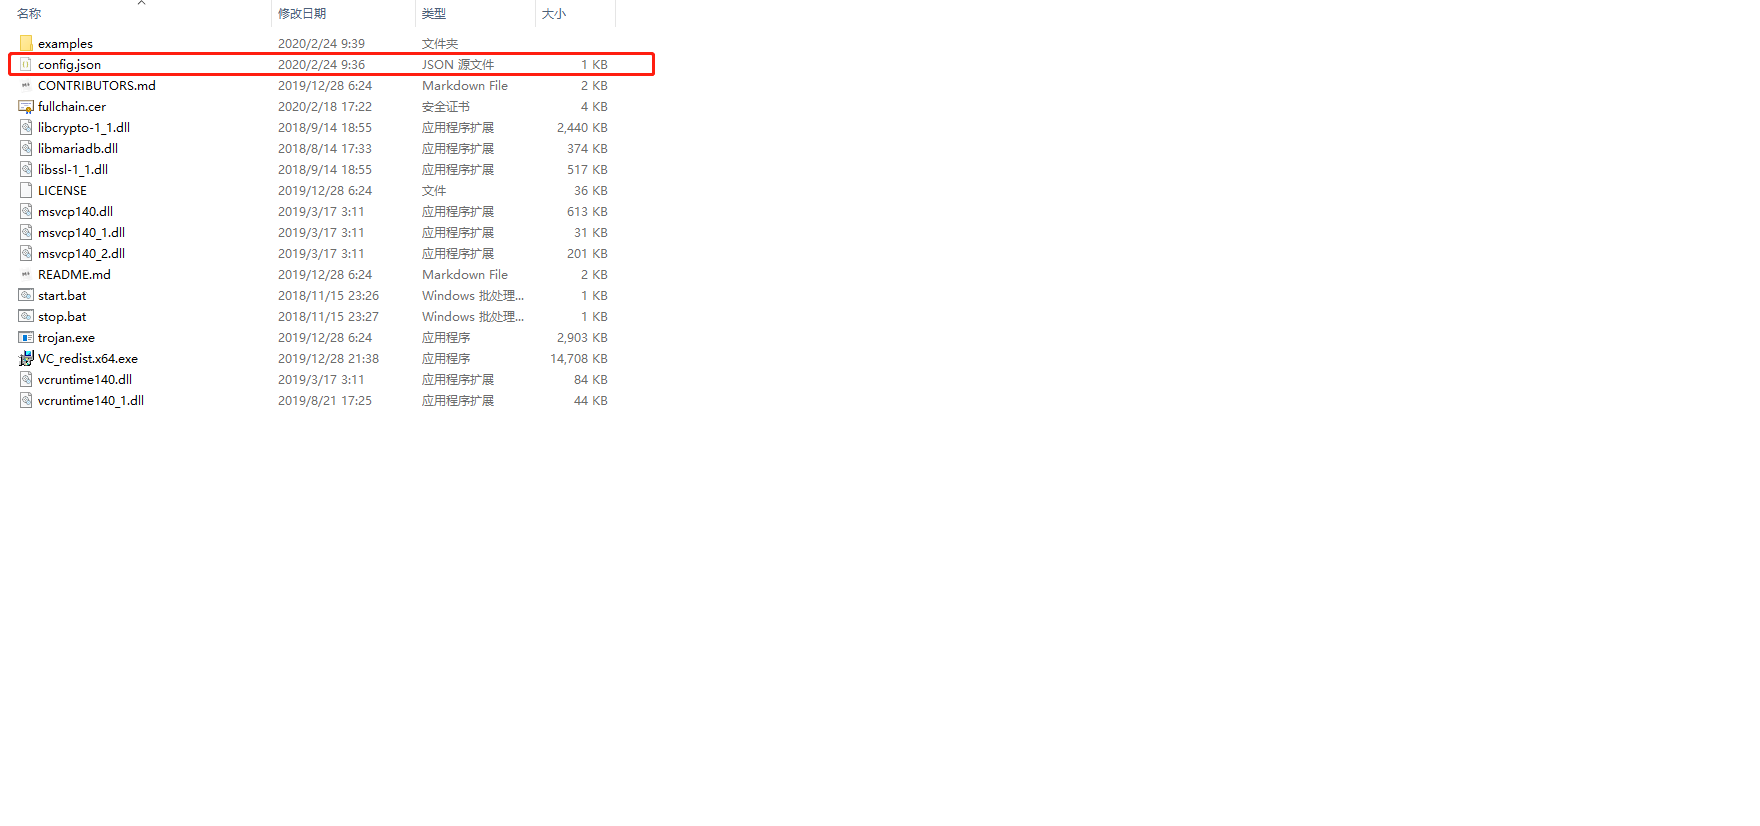 名称 修改日期 类型 大小
examples 2020/2/24 9:39 文件夹
config.json 2020/2/24 9:36 JSON 源文件 1 KB
CONTRIBUTORS.md 2019/12/28 6:24 Markdown File 2 KB
fullchain.cer 2020/2/18 17:22 安全证书 4 KB
libcrypto-1_1.dll 2018/9/14 18:55 应用程序扩展 2,440 KB
libmariadb.dll 2018/8/14 17:33 应用程序扩展 374 KB
libssl-1_1.dll 2018/9/14 18:55 应用程序扩展 517 KB
LICENSE 2019/12/28 6:24 文件 36 KB
msvcp140.dll 2019/3/17 3:11 应用程序扩展 613 KB
msvcp140_1.dll 2019/3/17 3:11 应用程序扩展 31 KB
msvcp140_2.dll 2019/3/17 3:11 应用程序扩展 201 KB
README.md 2019/12/28 6:24 Markdown File 2 KB
start.bat 2018/11/15 23:26 Windows 批处理... 1 KB
stop.bat 2018/11/15 23:27 Windows 批处理... 1 KB
trojan.exe 2019/12/28 6:24 应用程序 2,903 KB
VC_redist.x64.exe 2019/12/28 21:38 应用程序 14,708 KB
vcruntime140.dll 2019/3/17 3:11 应用程序扩展 84 KB
vcruntime140_1.dll 2019/8/21 17:25 应用程序扩展 44 KB